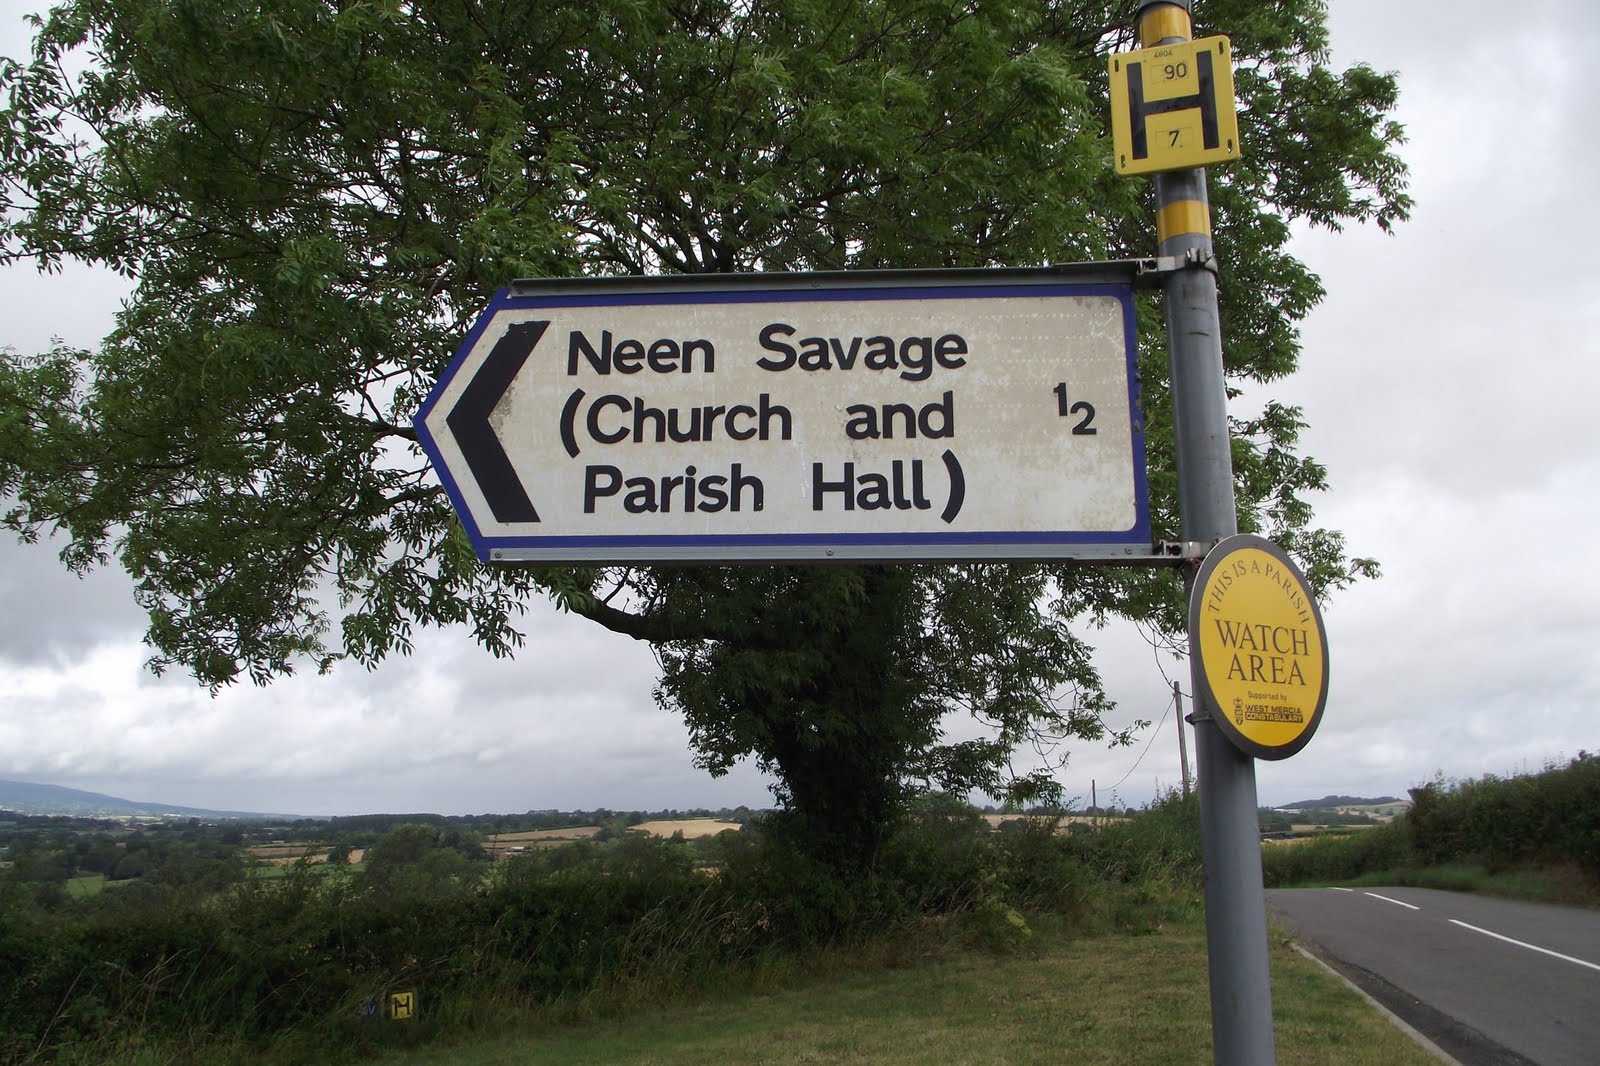 4804
90
H
7
Neen Savage
(Church and 1/2
Parish Hall)
THIS IS A PARISH
WATCH
AREA
Supported by
WEST MERCIA
CONSTABULARY
H